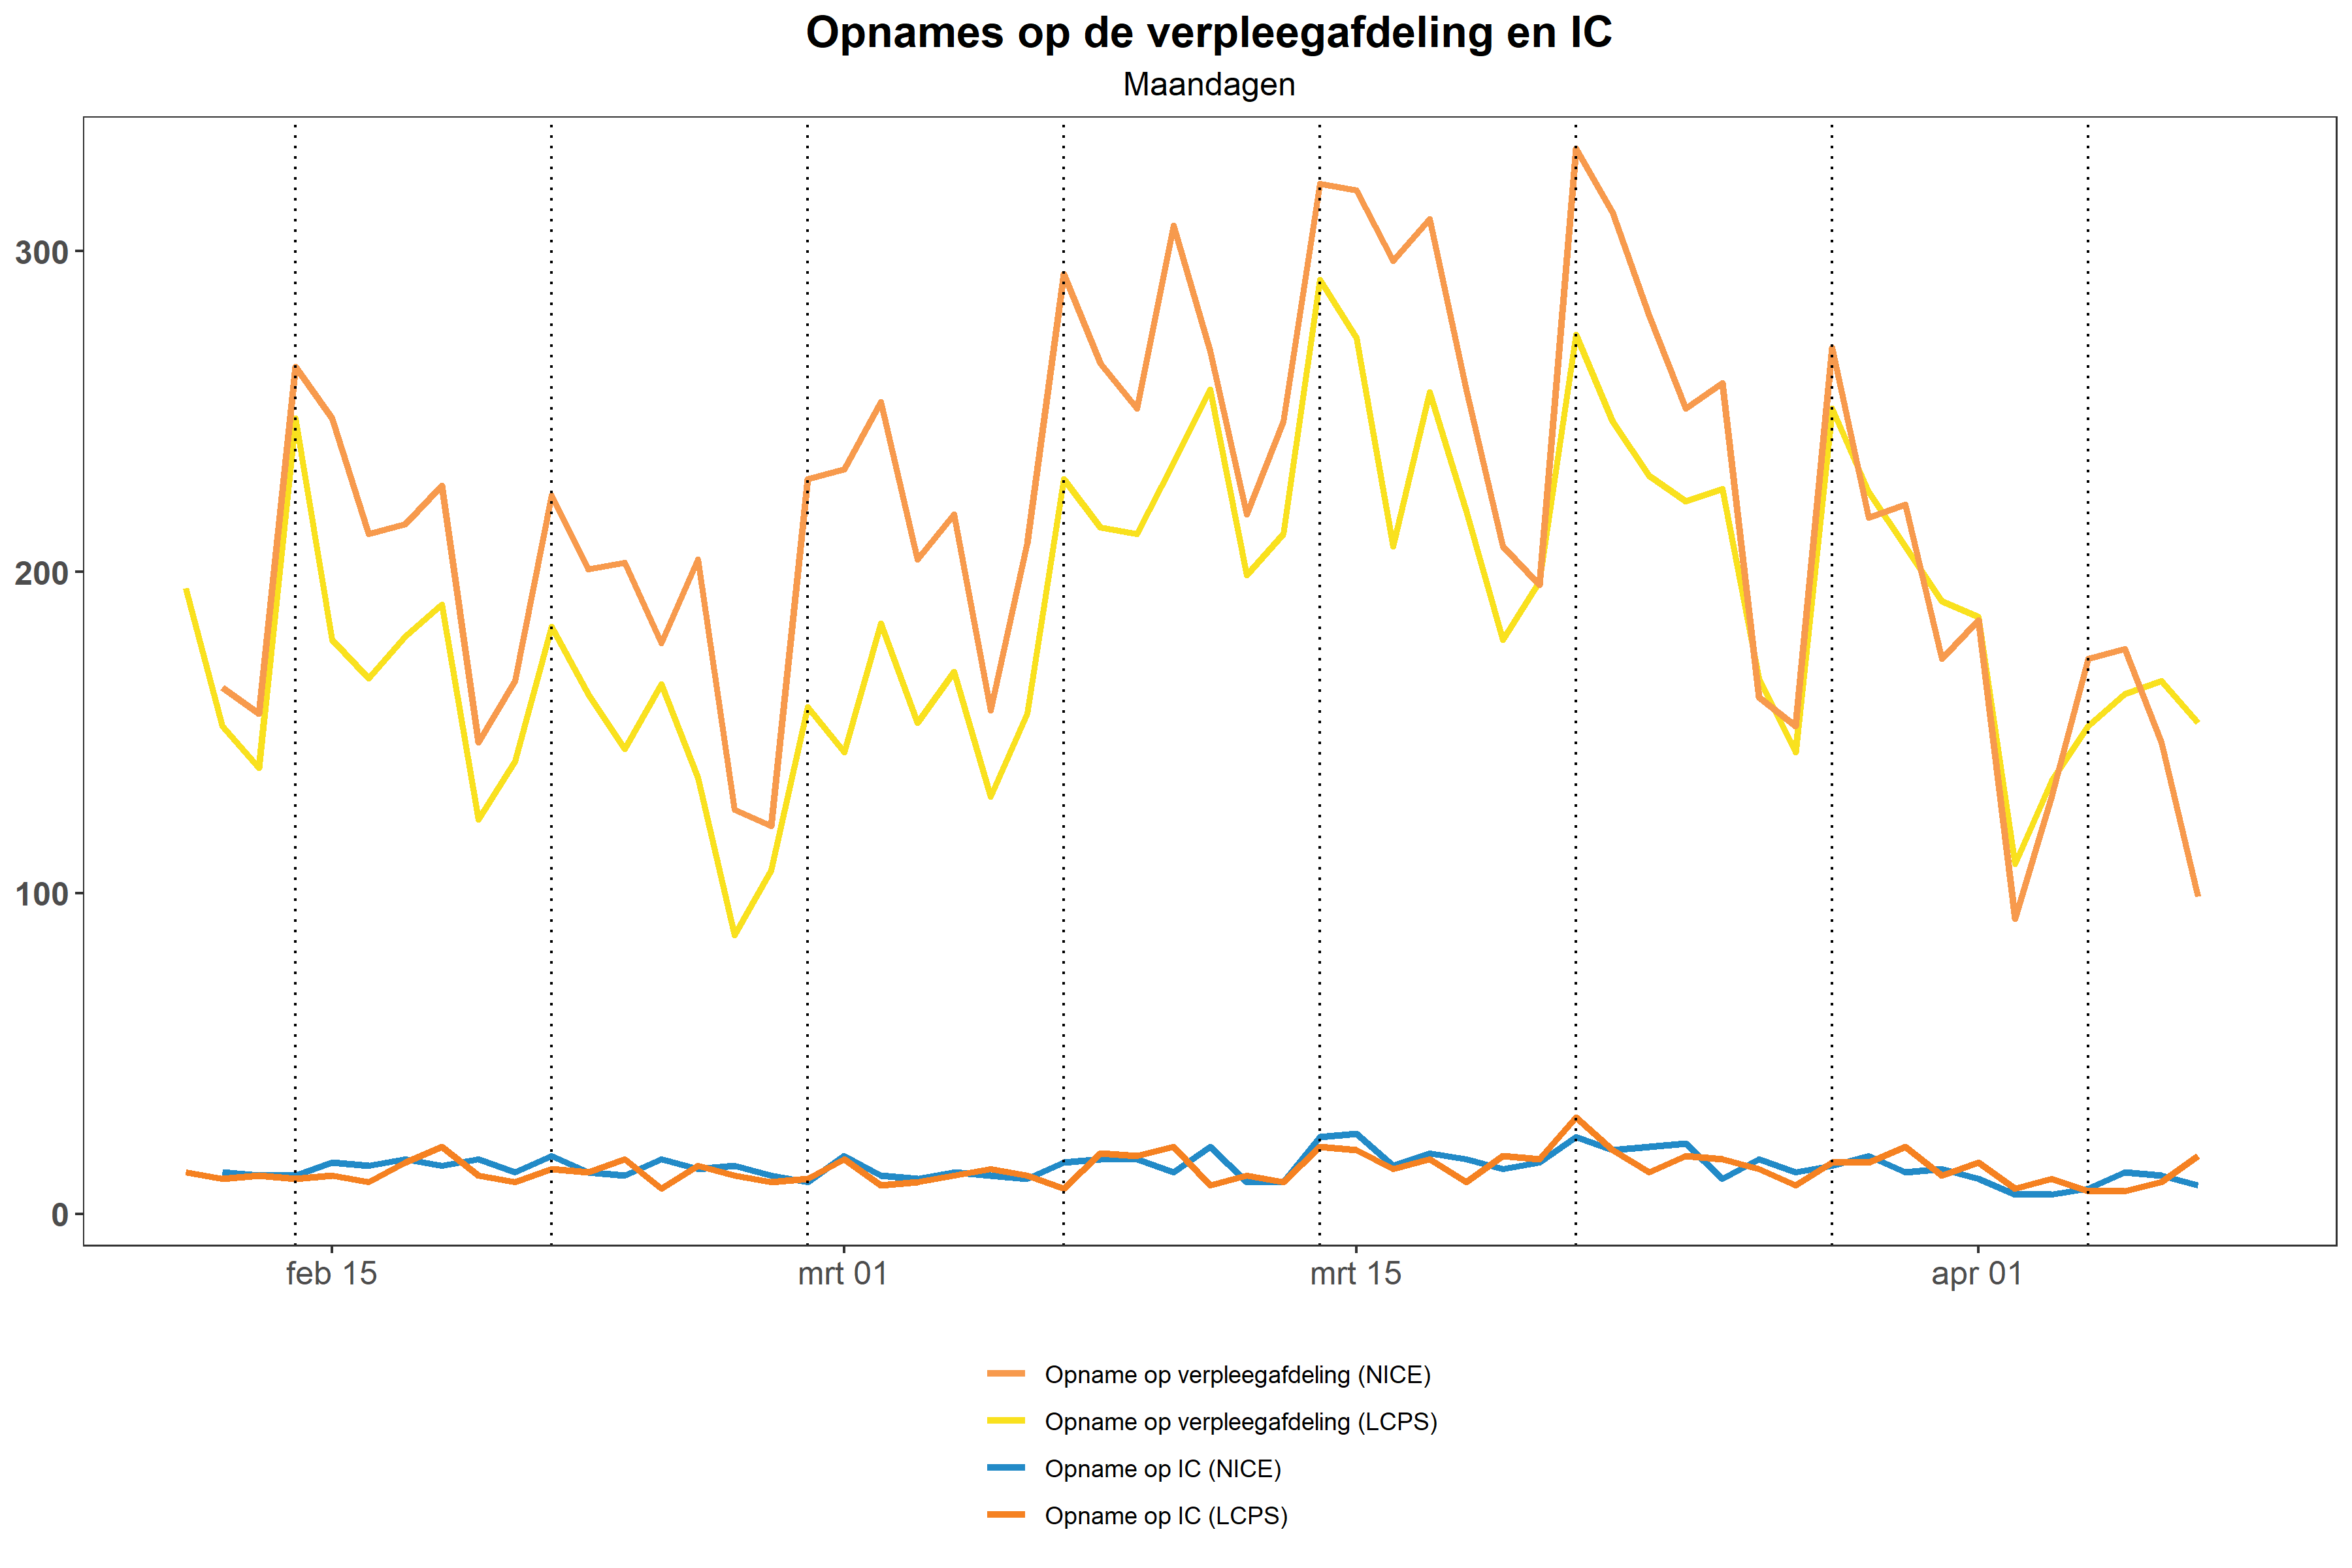 Opnames op de verpleegafdeling en IC
Maandagen
300
200
100
0
feb 15
mrt 01
mrt 15
apr 01
Opname op verpleegafdeling (NICE)
Opname op verpleegafdeling (LCPS)
Opname op IC (NICE)
Opname op IC (LCPS)